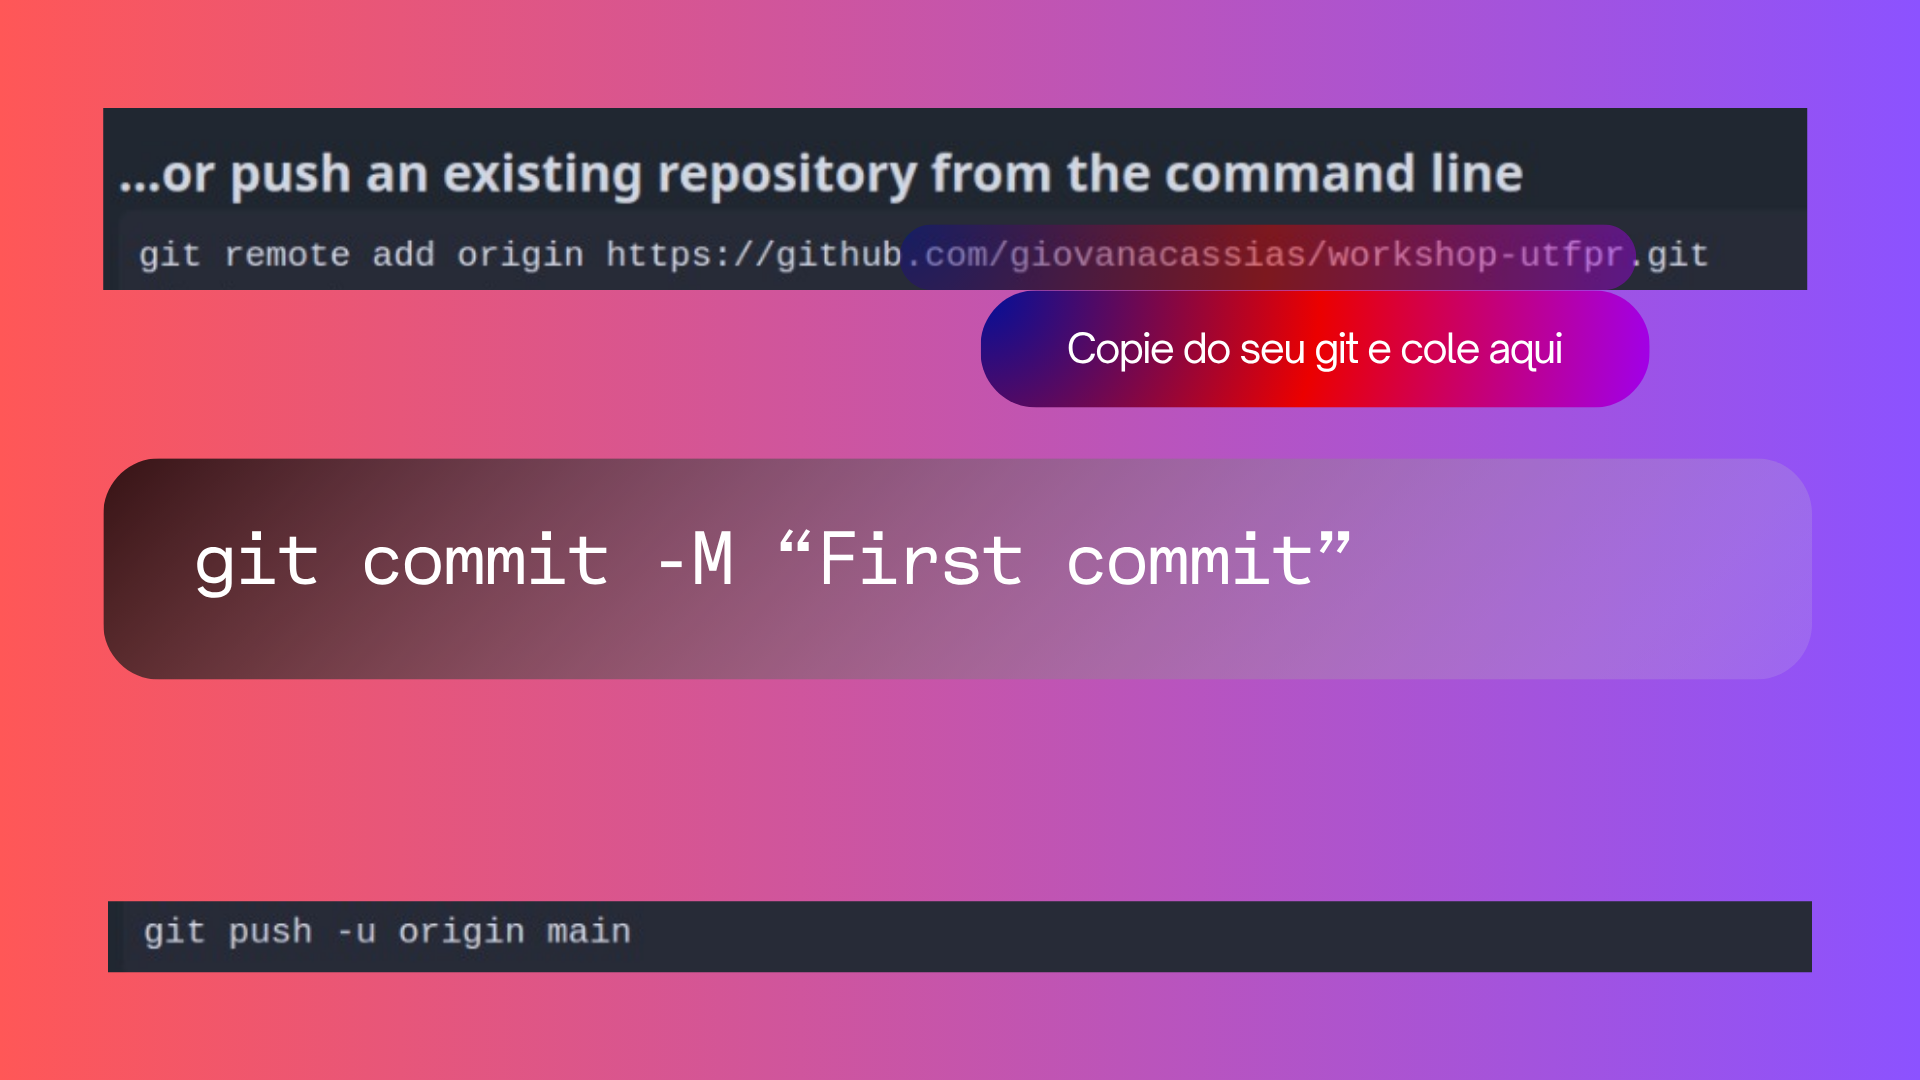 ...or push an existing repository from the command line
git remote add origin https://github.com/giovanacassias/workshop-utfpr.git
Copie do seu git e cole aqui
git commit -M “First commit”
git push -u origin main